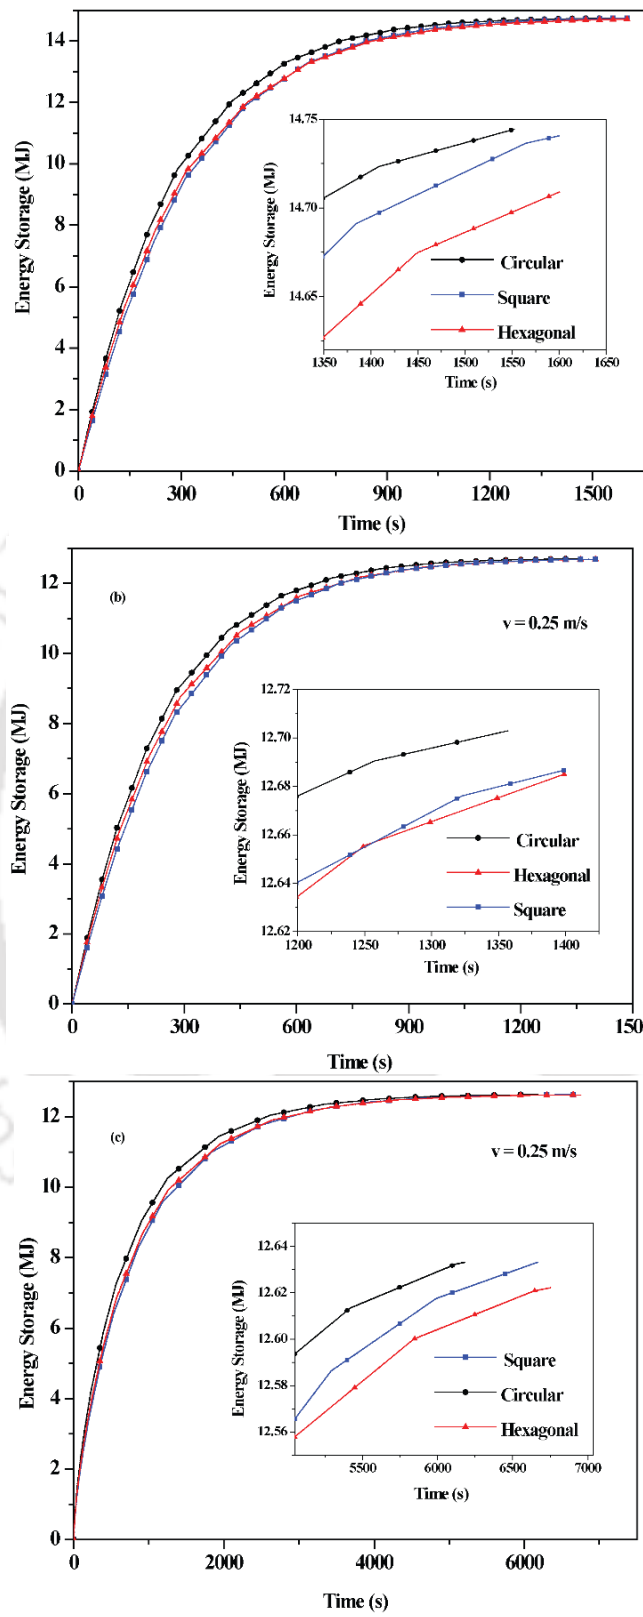 14
12
10
8
6
4
2
0
Energy Storage (MJ)
14.75
14.70
14.65
Energy Storage (MJ)
Circular
Square
Hexagonal
1350 1400 1450 1500 1550 1600 1650
Time (s)
0 300 600 900 1200 1500
Time (s)
12
10
8
6
4
2
0
Energy Storage (MJ)
(b)
v = 0.25 m/s
12.72
12.70
12.68
12.66
12.64
12.62
Energy Storage (MJ)
Circular
Hexagonal
Square
1200 1250 1300 1350 1400
Time (s)
0 300 600 900 1200 150
Time (s)
12
10
8
6
4
2
0
Energy Storage (MJ)
(c)
v = 0.25 m/s
12.64
12.62
12.60
12.58
12.56
Energy Storage (MJ)
Square
Circular
Hexagonal
5500 6000 6500 7000
Time (s)
0 2000 4000 6000
Time (s)